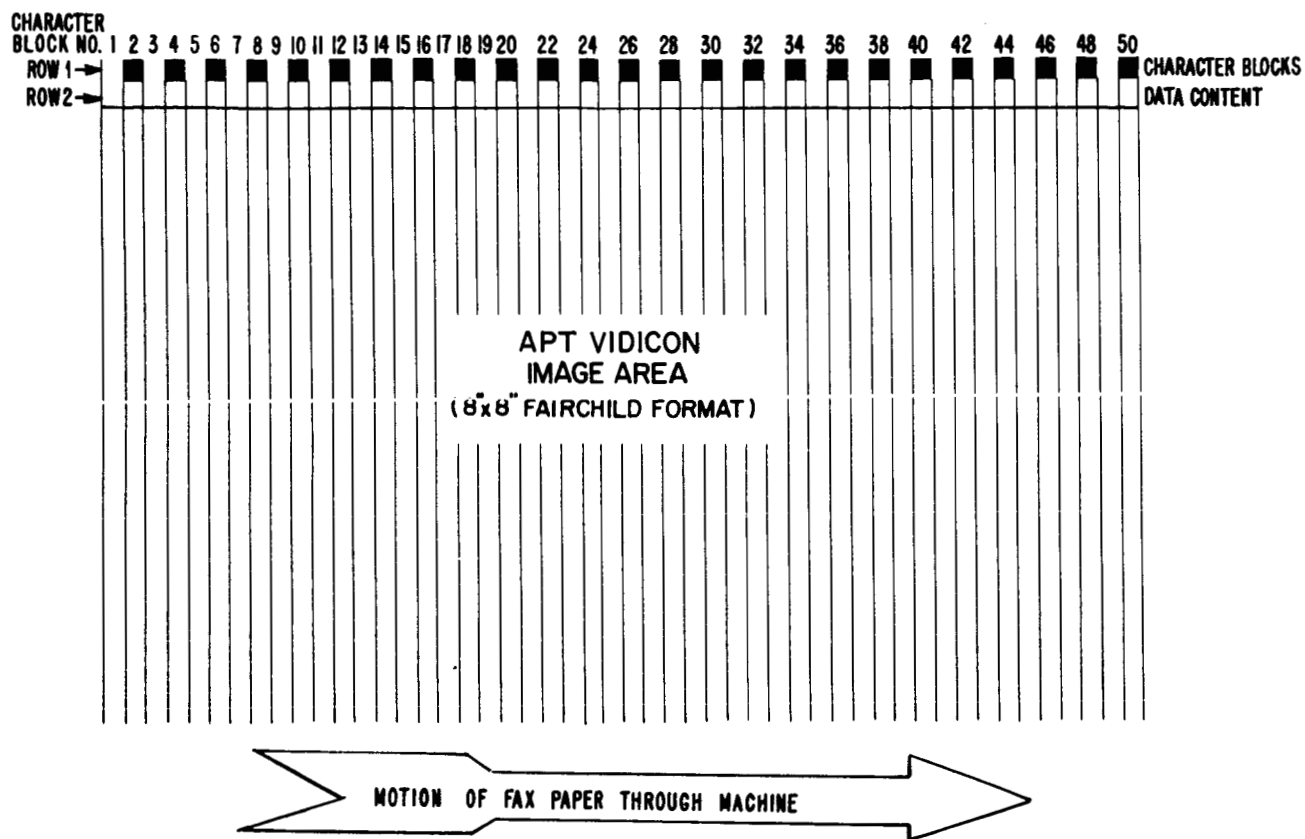 CHARACTER
BLOCK NO. 1 2 3 4 5 6 7 8 9 10 11 12 13 14 15 16 17 18 19 20 22 24 26 28 30 32 34 36 38 40 42 44 46 48 50
ROW 1 CHARACTER BLOCKS
ROW 2 DATA CONTENT
APT VIDICON
IMAGE AREA
(8"x8" FAIRCHILD FORMAT)
MOTION OF FAX PAPER THROUGH MACHINE